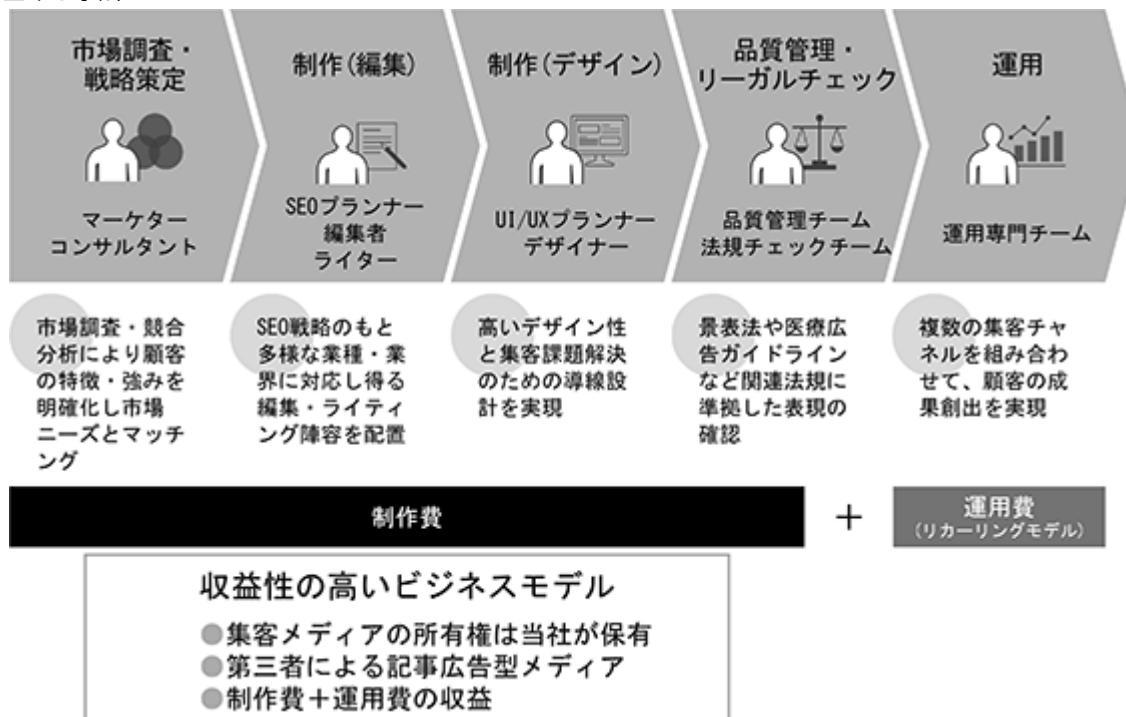 市場調査・
戦略策定
マーケター
コンサルタント
制作(編集)
SEOプランナー
編集者
ライター
制作(デザイン)
UI/UXプランナー
デザイナー
品質管理・
リーガルチェック
品質管理チーム
法規チェックチーム
運用
運用専門チーム
市場調査・競合
分析により顧客
の特徴・強みを
明確化し市場
ニーズとマッチ
ング
SEO戦略のもと
多様な業種・業
界に対応し得る
編集・ライティ
ング陣容を配置
高いデザイン性
と集客課題解決
のための導線設
計を実現
景表法や医療広
告ガイドライン
など関連法規に
準拠した表現の
確認
複数の集客チャ
ネルを組み合わ
せて、顧客の成
果創出を実現
制作費
+
運用費
(リカーリングモデル)
収益性の高いビジネスモデル
●集客メディアの所有権は当社が保有
●第三者による記事広告型メディア
●制作費+運用費の収益